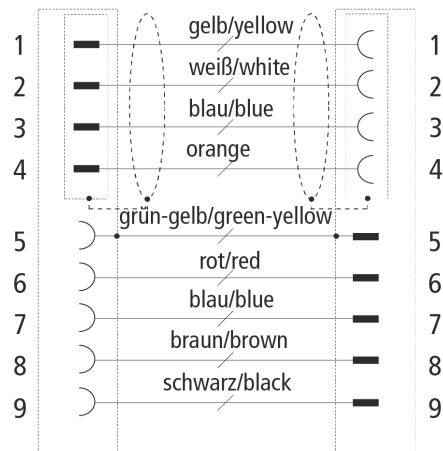 1 gelb/yellow 1
2 weiß/white 2
3 blau/blue 3
4 orange 4
grün-gelb/green-yellow
5 5
6 rot/red 6
7 blau/blue 7
8 braun/brown 8
9 schwarz/black 9